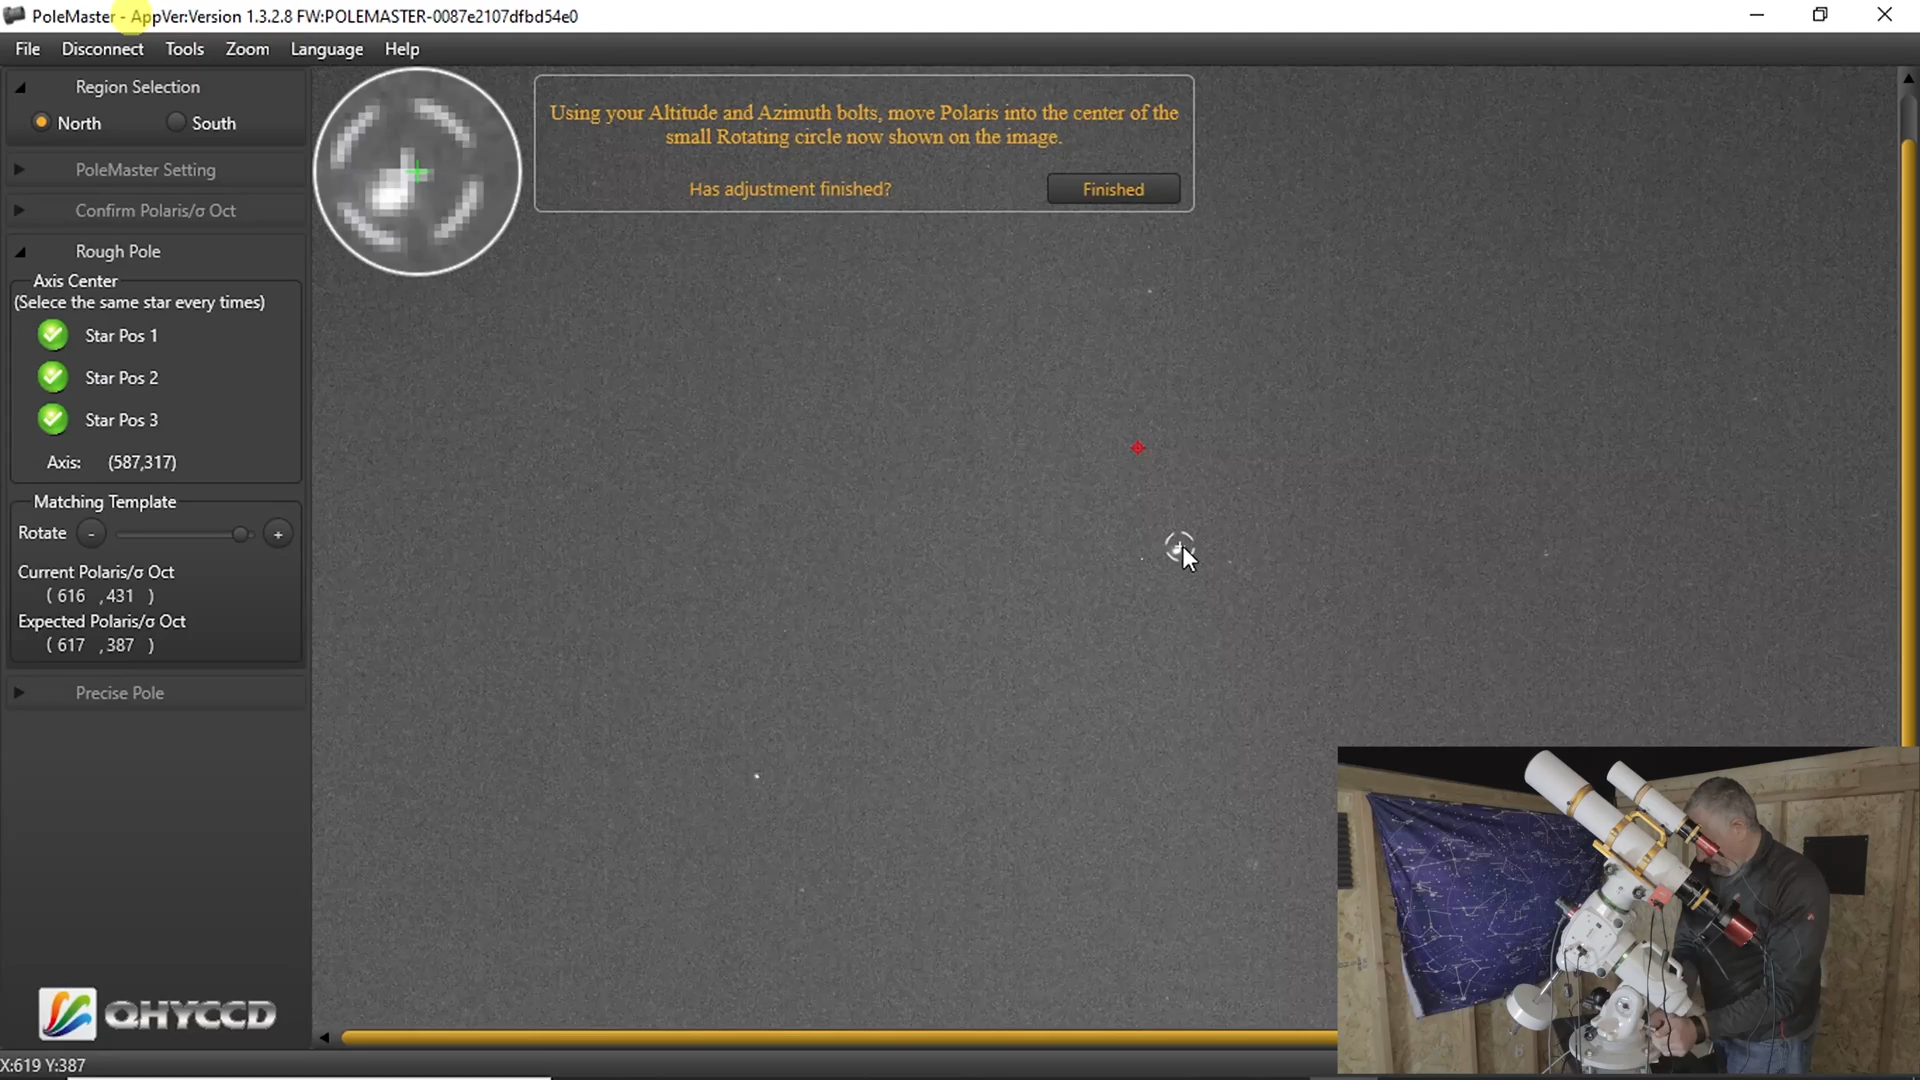 PoleMaster - AppVer:Version 1.3.2.8 FW:POLEMASTER-0087e2107dfbd54e0
File Disconnect Tools Zoom Language Help
Region Selection
North South
PoleMaster Setting
Confirm Polaris/σ Oct
Rough Pole
Axis Center
(Selece the same star every times)
Star Pos 1
Star Pos 2
Star Pos 3
Axis: (587,317)
Matching Template
Rotate - +
Current Polaris/σ Oct
( 616 ,431 )
Expected Polaris/σ Oct
( 617 ,387 )
Precise Pole
QHYCCD
X:619 Y:387
Using your Altitude and Azimuth bolts, move Polaris into the center of the
small Rotating circle now shown on the image.
Has adjustment finished? Finished